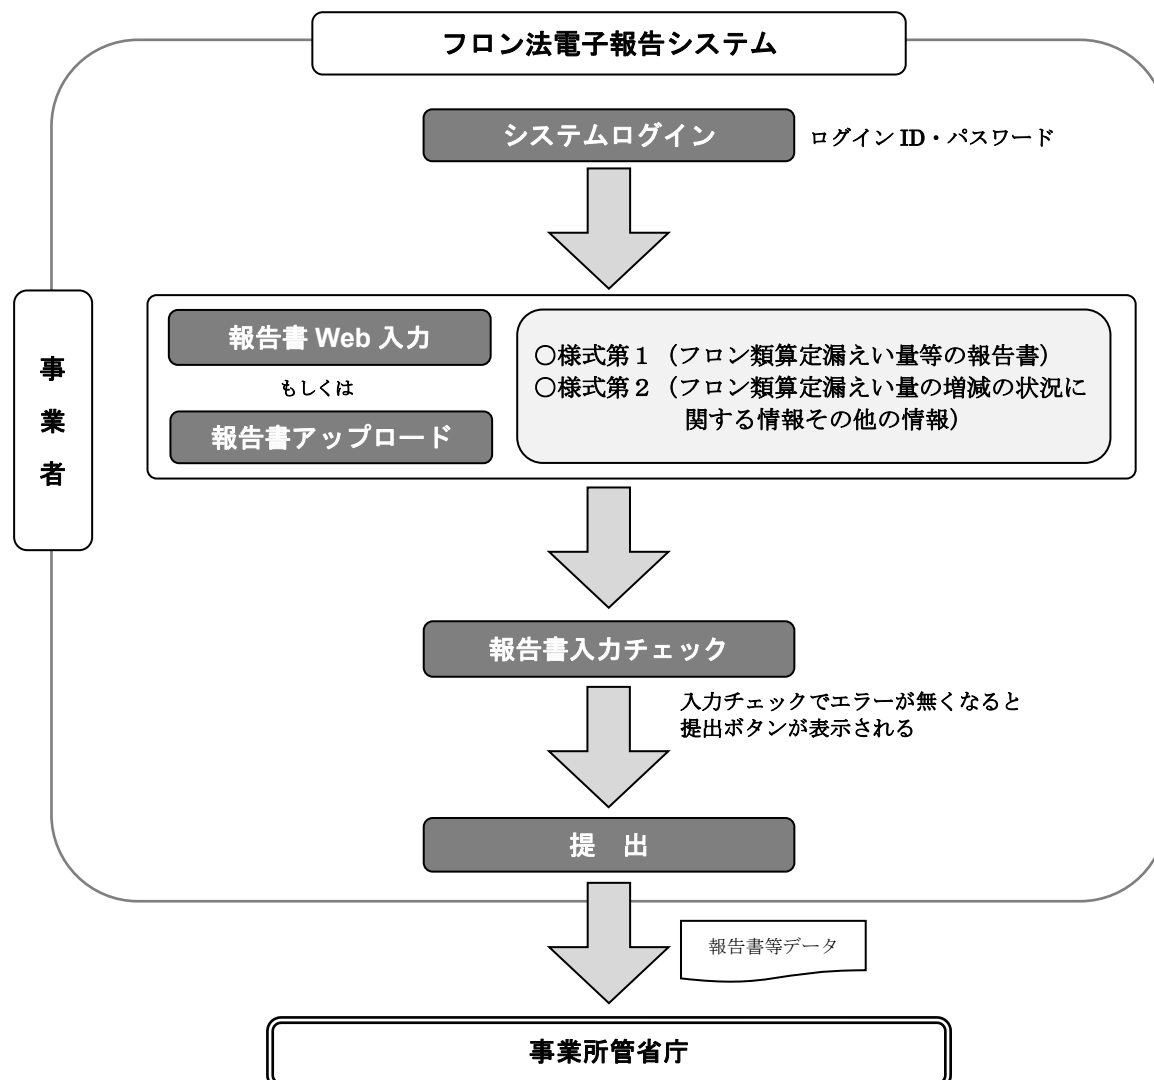 フロン法電子報告システム
システムログイン
ログイン ID・パスワード
事
業
者
報告書 Web 入力
もしくは
報告書アップロード
○様式第１（フロン類算定漏えい量等の報告書）
○様式第２（フロン類算定漏えい量の増減の状況に
関する情報その他の情報）
報告書入力チェック
入力チェックでエラーが無くなると
提出ボタンが表示される
提　出
報告書等データ
事業所管省庁